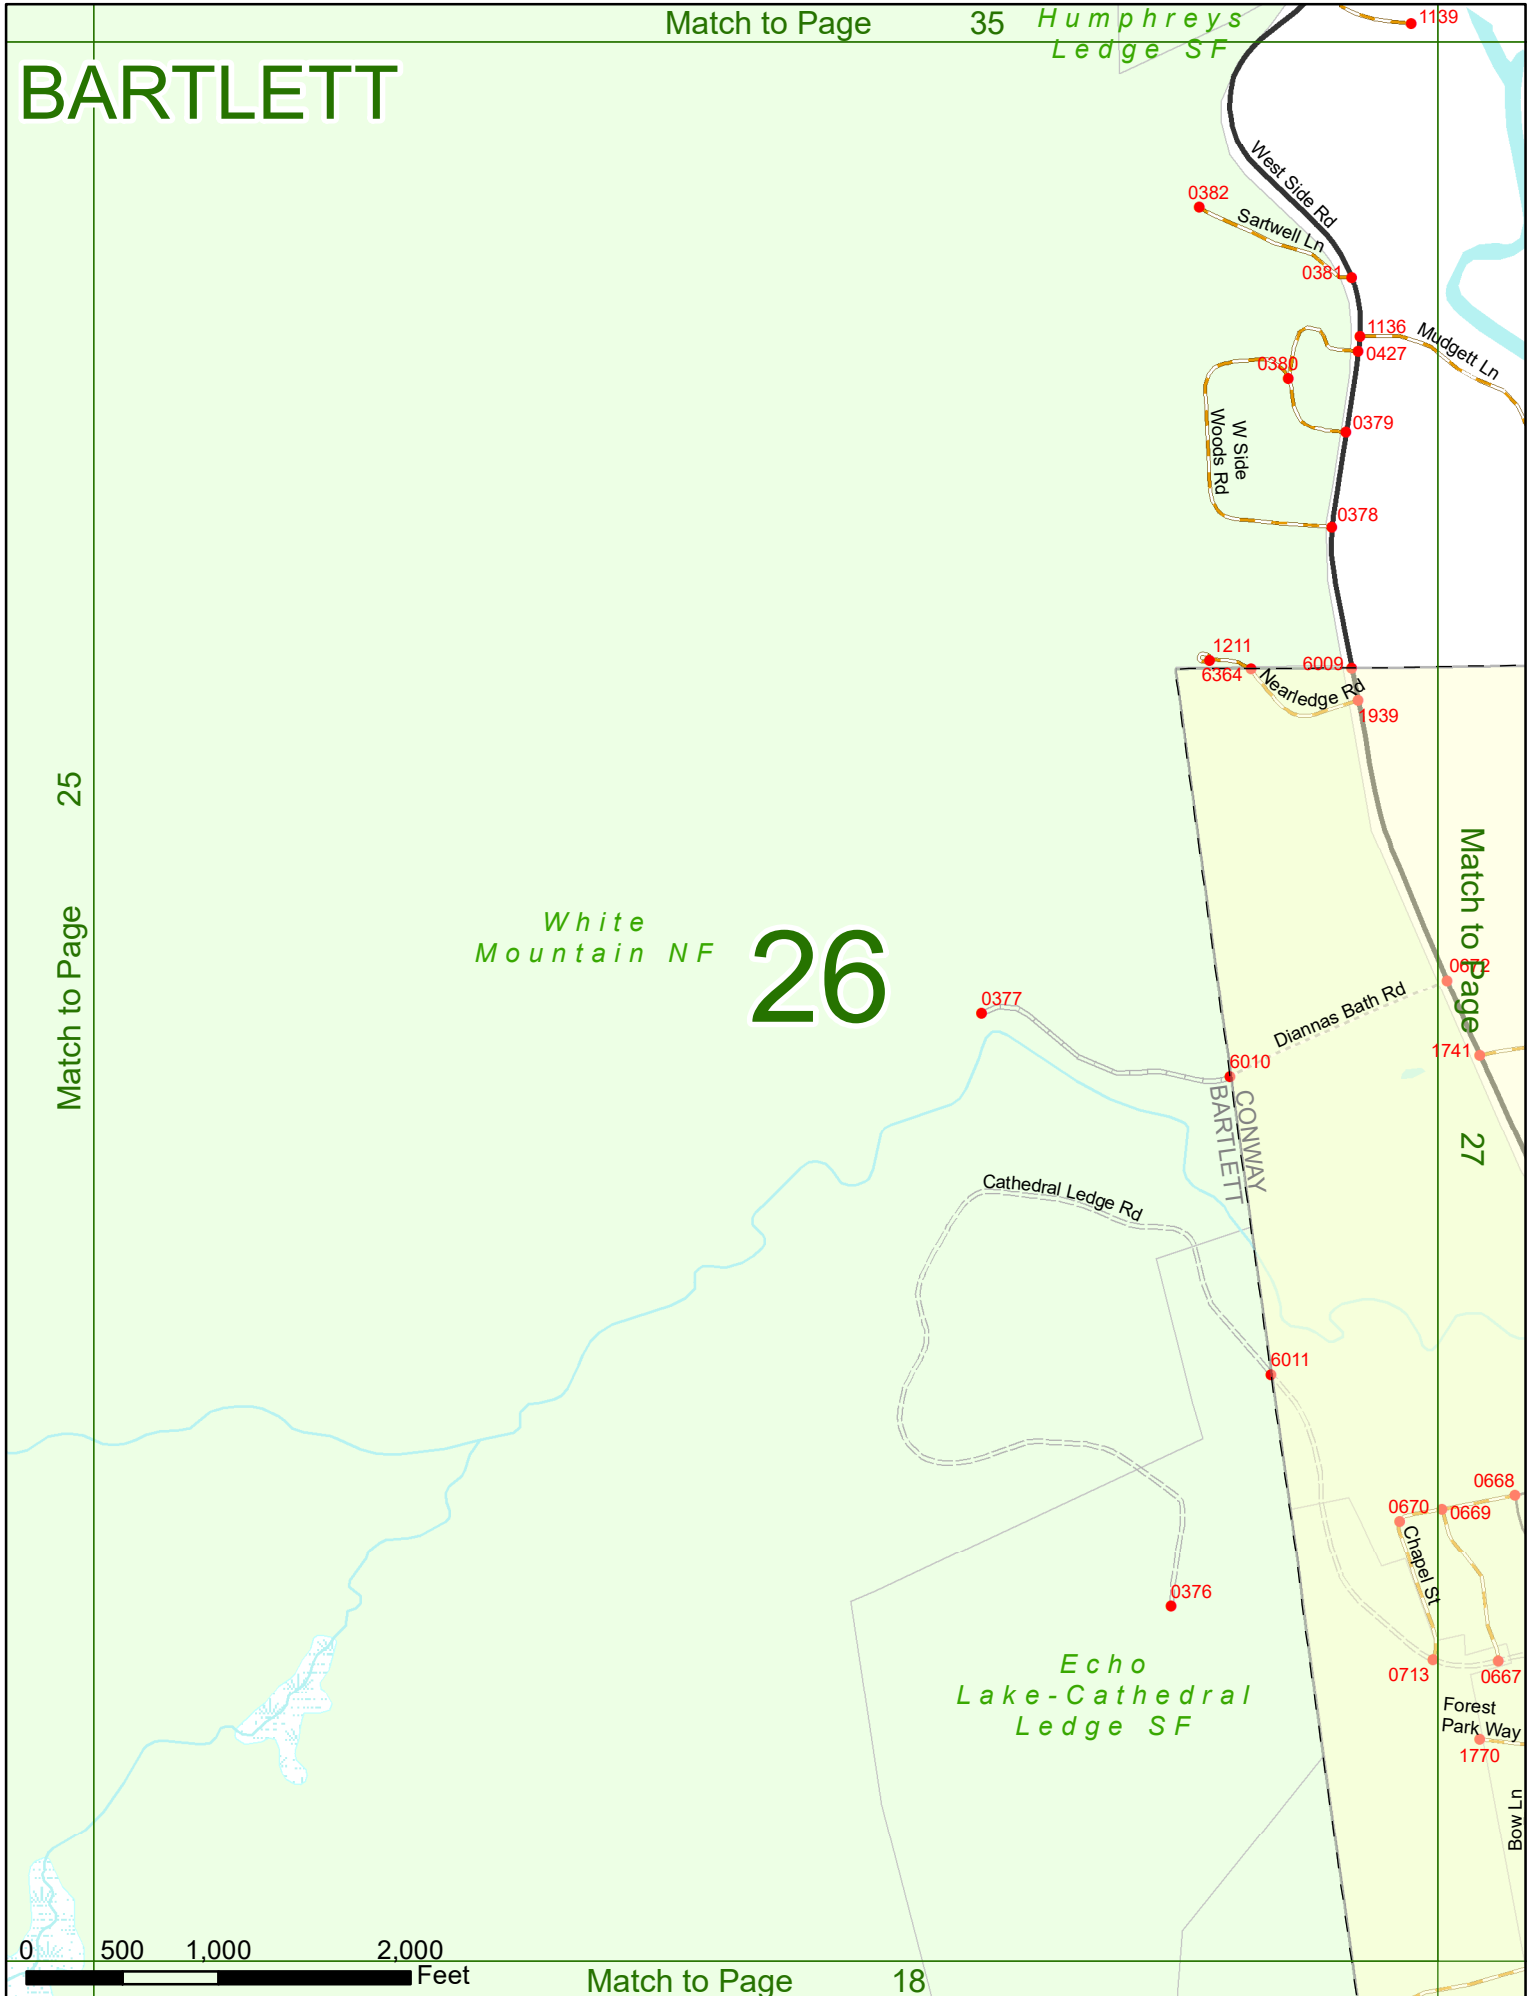 Match to Page 35
Humphreys
Ledge SF
1139
BARTLETT
West Side Rd
0382
Sartwell Ln
0381
1136
Mudgett Ln
0427
0380
0379
W Side
Woods Rd
0378
1211
6009
6364
Nearledge Rd
1939
Match to Page 25
Match to Page 27
White
Mountain NF
26
0672
0377
Diannas Bath Rd
1741
6010
CONWAY
BARTLETT
Cathedral Ledge Rd
6011
0668
0670
0669
Chapel St
0376
Echo
Lake-Cathedral
Ledge SF
0713
0667
Forest
Park Way
1770
Bow Ln
0 500 1,000 2,000
Feet
Match to Page 18